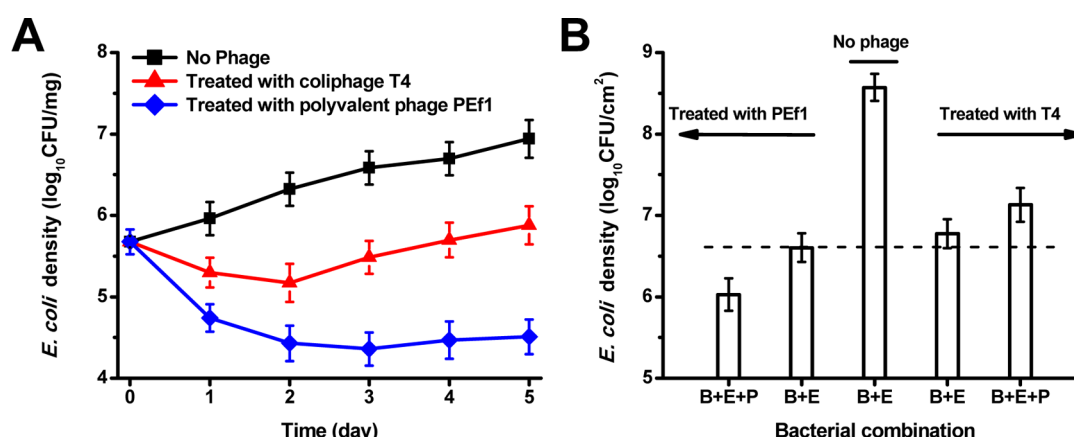 A
No Phage
Treated with coliphage T4
Treated with polyvalent phage PEf1
E. coli density (log10CFU/mg)
8
7
6
5
4
0 1 2 3 4 5
Time (day)
B
No phage
Treated with PEf1
Treated with T4
E. coli density (log10CFU/cm2)
9
8
7
6
5
B+E+P B+E B+E B+E B+E+P
Bacterial combination